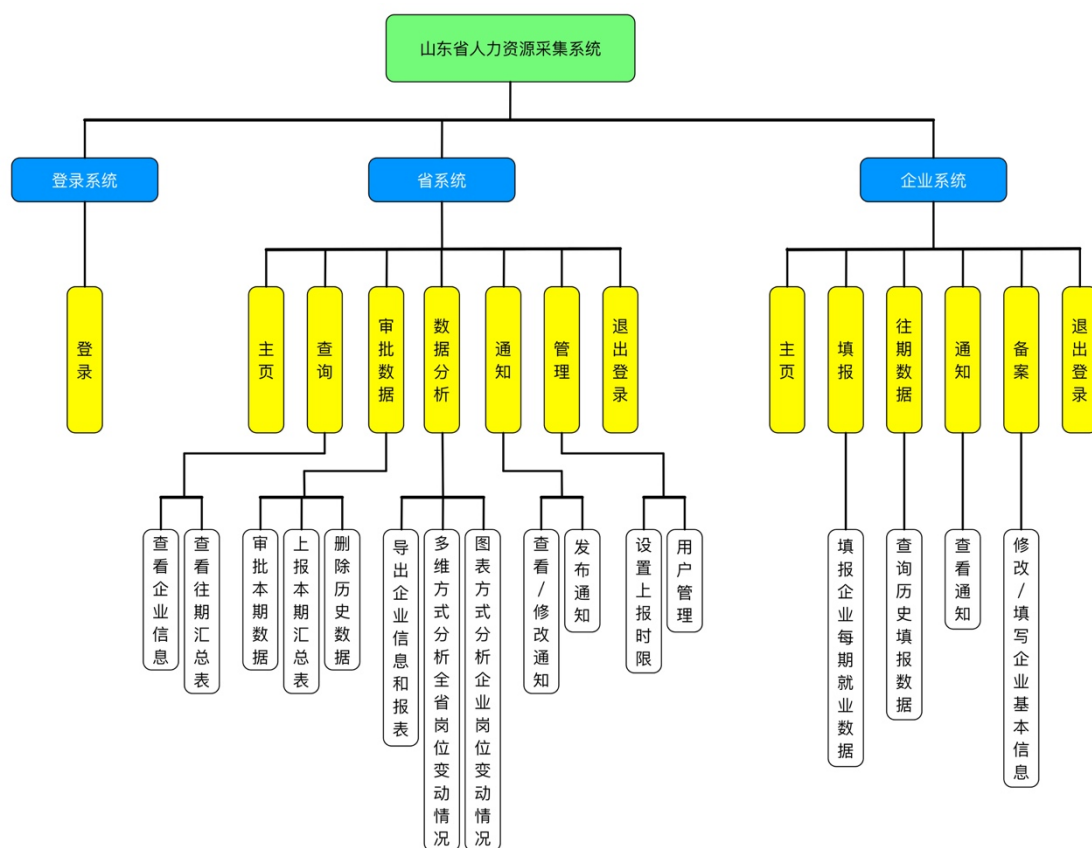 山东省人力资源采集系统
登录系统
省系统
企业系统
登录
主页
查询
审批数据
数据分析
通知
管理
退出登录
主页
填报
往期数据
通知
备案
退出登录
查看企业信息
查看往期汇总表
审批本期数据
上报本期汇总表
删除历史数据
导出企业信息和报表
多维方式分析全省岗位变动情况
图表方式分析企业岗位变动情况
查看/修改通知
发布通知
设置上报时限
用户管理
填报企业每期就业数据
查询历史填报数据
查看通知
修改/填写企业基本信息